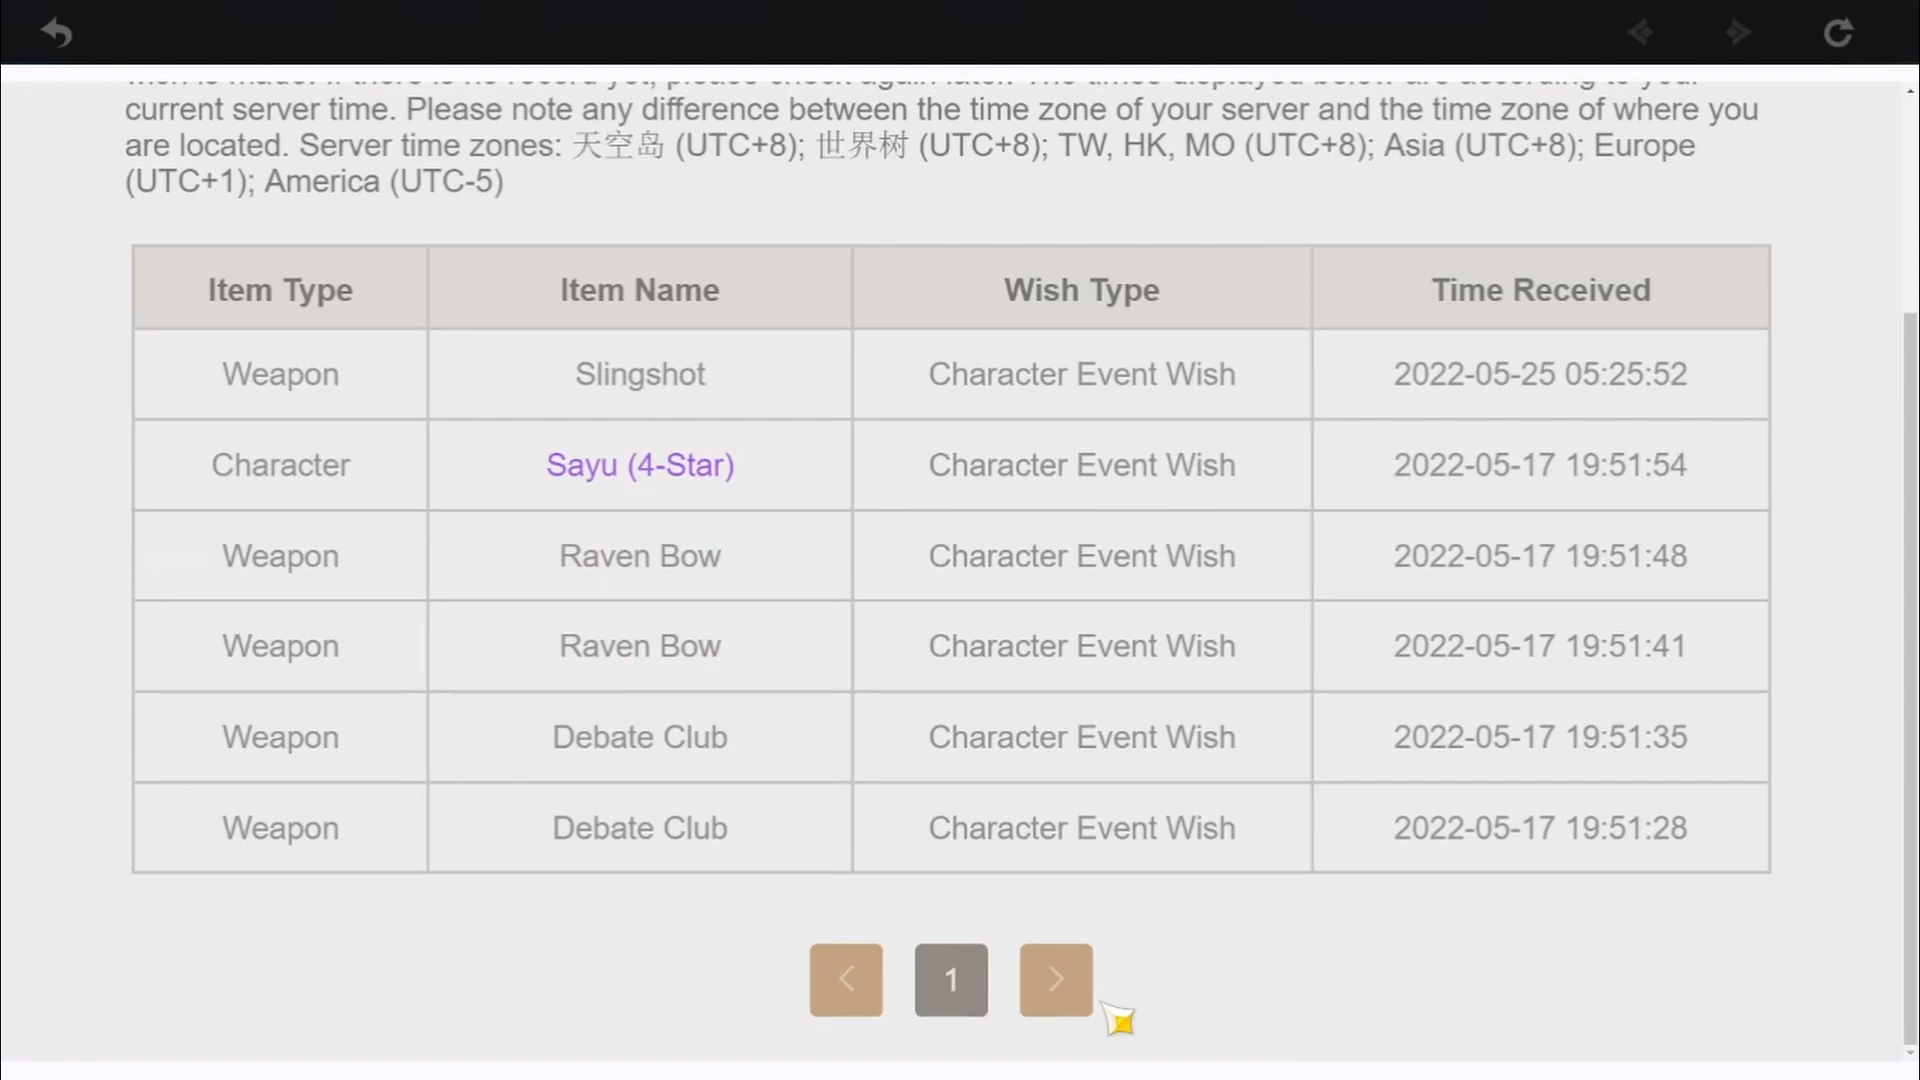 current server time. Please note any difference between the time zone of your server and the time zone of where you
are located. Server time zones: 天空岛 (UTC+8); 世界树 (UTC+8); TW, HK, MO (UTC+8); Asia (UTC+8); Europe
(UTC+1); America (UTC-5)
Item Type Item Name Wish Type Time Received
Weapon Slingshot Character Event Wish 2022-05-25 05:25:52
Character Sayu (4-Star) Character Event Wish 2022-05-17 19:51:54
Weapon Raven Bow Character Event Wish 2022-05-17 19:51:48
Weapon Raven Bow Character Event Wish 2022-05-17 19:51:41
Weapon Debate Club Character Event Wish 2022-05-17 19:51:35
Weapon Debate Club Character Event Wish 2022-05-17 19:51:28
1